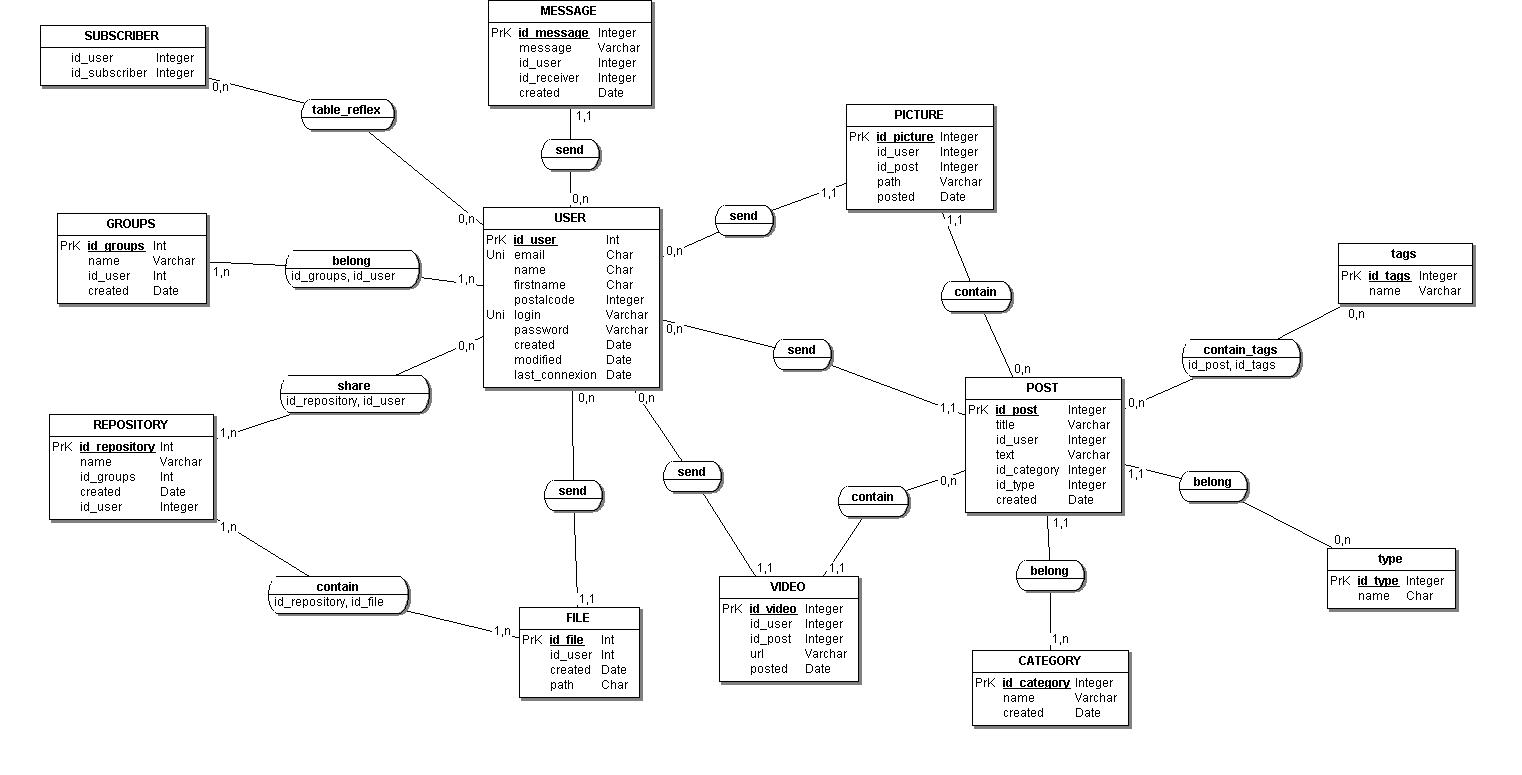 MESSAGE
PrK id_message Integer
message Varchar
id_user Integer
id_receiver Integer
created Date
SUBSCRIBER
id_user Integer
id_subscriber Integer
0,n
table_reflex
0,n
1,1
send
0,n
PICTURE
PrK id_picture Integer
id_user Integer
id_post Integer
path Varchar
posted Date
1,1
send
0,n
1,1
contain
0,n
GROUPS
PrK id_groups Int
name Varchar
id_user Int
created Date
1,n
belong
id_groups, id_user
1,n
USER
PrK id_user Int
Uni email Char
name Char
firstname Char
postalcode Integer
Uni login Varchar
password Varchar
created Date
modified Date
last_connexion Date
tags
PrK id_tags Integer
name Varchar
0,n
contain_tags
id_post, id_tags
0,n
0,n
send
1,1
0,n
share
id_repository, id_user
1,n
POST
PrK id_post Integer
title Varchar
id_user Integer
text Varchar
id_category Integer
id_type Integer
created Date
REPOSITORY
PrK id_repository Int
name Varchar
id_groups Int
created Date
id_user Integer
1,n
contain
id_repository, id_file
1,n
0,n
send
1,1
0,n
send
1,1
0,n
contain
1,1
1,1
belong
0,n
1,1
belong
1,n
type
PrK id_type Integer
name Char
FILE
PrK id_file Int
id_user Int
created Date
path Char
VIDEO
PrK id_video Integer
id_user Integer
id_post Integer
url Varchar
posted Date
CATEGORY
PrK id_category Integer
name Varchar
created Date